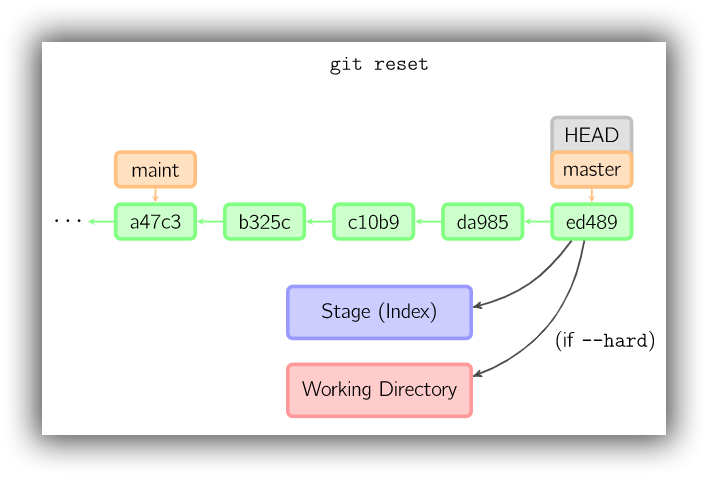 git reset
HEAD
maint
master
... a47c3 b325c c10b9 da985 ed489
Stage (Index)
(if --hard)
Working Directory